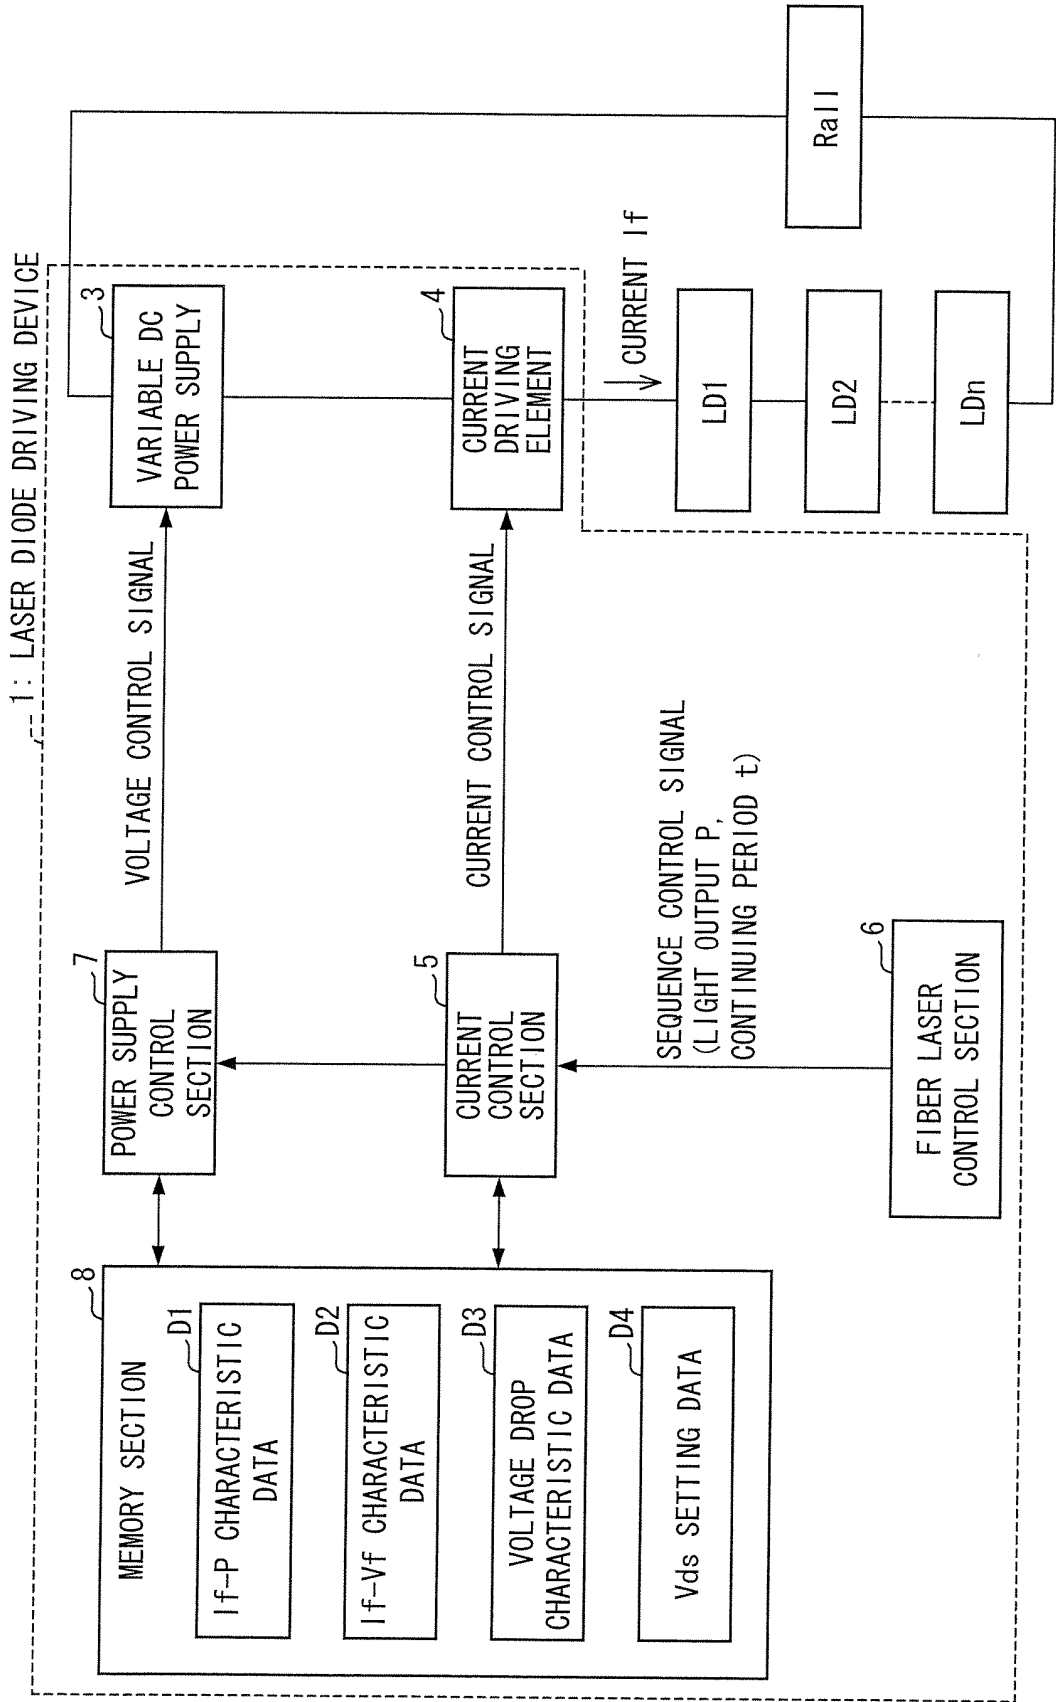 1: LASER DIODE DRIVING DEVICE
8
MEMORY SECTION
D1
If-P CHARACTERISTIC
DATA
D2
If-Vf CHARACTERISTIC
DATA
D3
VOLTAGE DROP
CHARACTERISTIC DATA
D4
Vds SETTING DATA
7
POWER SUPPLY
CONTROL
SECTION
VOLTAGE CONTROL SIGNAL
3
VARIABLE DC
POWER SUPPLY
5
CURRENT
CONTROL
SECTION
CURRENT CONTROL SIGNAL
4
CURRENT
DRIVING
ELEMENT
SEQUENCE CONTROL SIGNAL
(LIGHT OUTPUT P,
CONTINUING PERIOD t)
6
FIBER LASER
CONTROL SECTION
CURRENT If
LD1
LD2
LDn
Rall